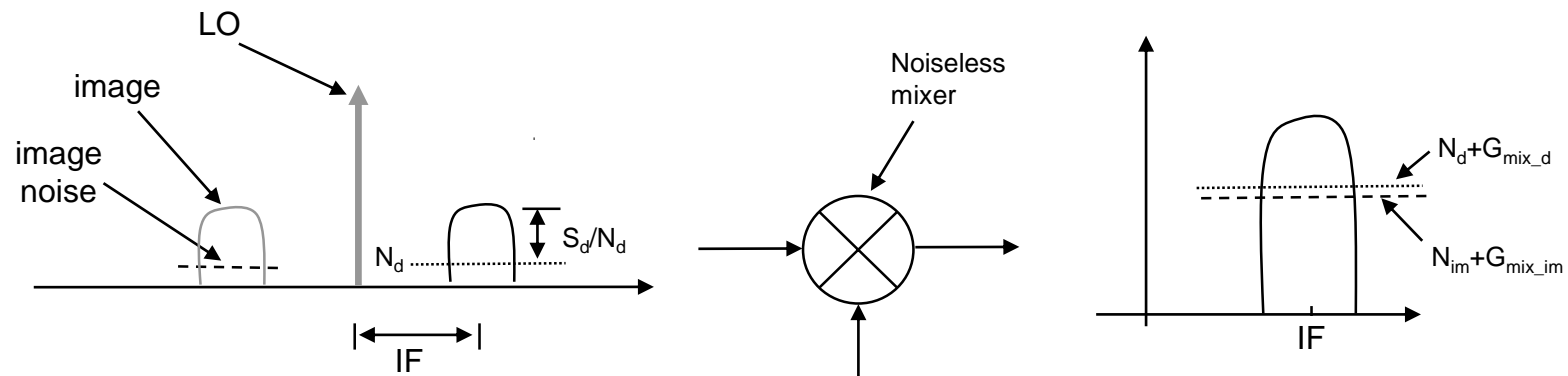 LO
image
image
noise
N_d
S_d/N_d
IF
Noiseless
mixer
N_d+G_mix_d
N_im+G_mix_im
IF